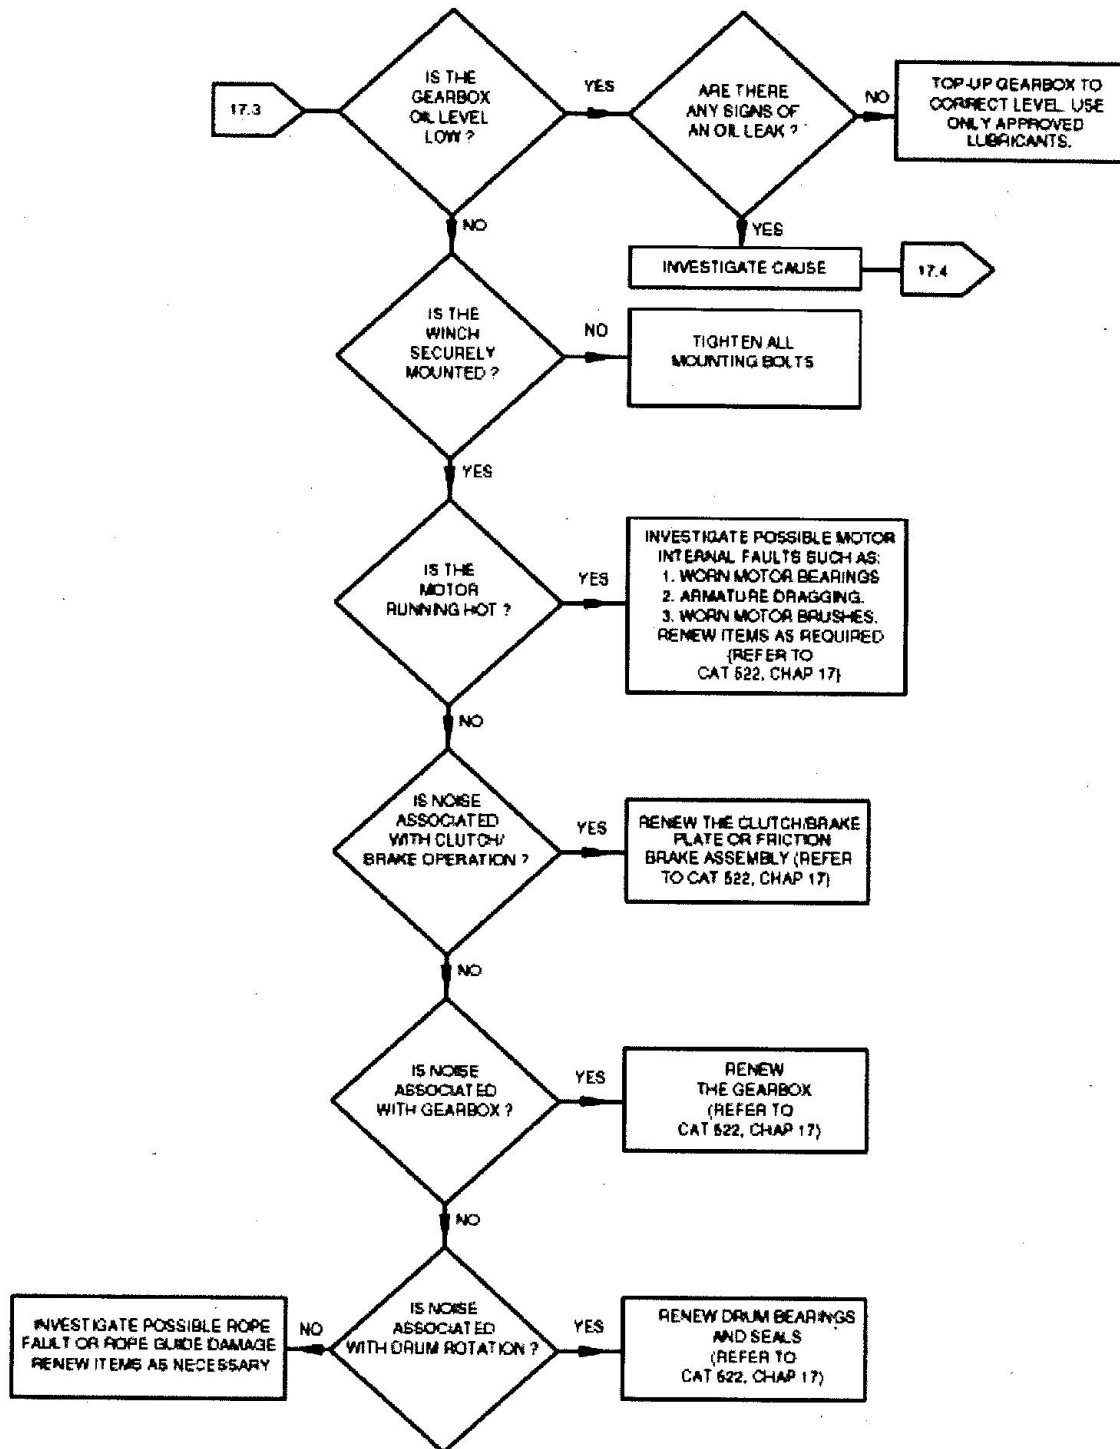 17.3
IS THE
GEARBOX
OIL LEVEL
LOW ?
YES
ARE THERE
ANY SIGNS OF
AN OIL LEAK ?
NO
TOP-UP GEARBOX TO
CORRECT LEVEL. USE
ONLY APPROVED
LUBRICANTS.
NO
YES
INVESTIGATE CAUSE
17.4
IS THE
WINCH
SECURELY
MOUNTED ?
NO
TIGHTEN ALL
MOUNTING BOLTS
YES
IS THE
MOTOR
RUNNING HOT ?
YES
INVESTIGATE POSSIBLE MOTOR
INTERNAL FAULTS SUCH AS:
1. WORN MOTOR BEARINGS
2. ARMATURE DRAGGING.
3. WORN MOTOR BRUSHES.
RENEW ITEMS AS REQUIRED
(REFER TO
CAT 522, CHAP 17)
NO
IS NOISE
ASSOCIATED
WITH CLUTCH/
BRAKE OPERATION ?
YES
RENEW THE CLUTCH/BRAKE
PLATE OR FRICTION
BRAKE ASSEMBLY (REFER
TO CAT 522, CHAP 17)
NO
IS NOISE
ASSOCIATED
WITH GEARBOX ?
YES
RENEW
THE GEARBOX
(REFER TO
CAT 522, CHAP 17)
NO
IS NOISE
ASSOCIATED
WITH DRUM ROTATION ?
NO
INVESTIGATE POSSIBLE ROPE
FAULT OR ROPE GUIDE DAMAGE
RENEW ITEMS AS NECESSARY
YES
RENEW DRUM BEARINGS
AND SEALS
(REFER TO
CAT 522, CHAP 17)